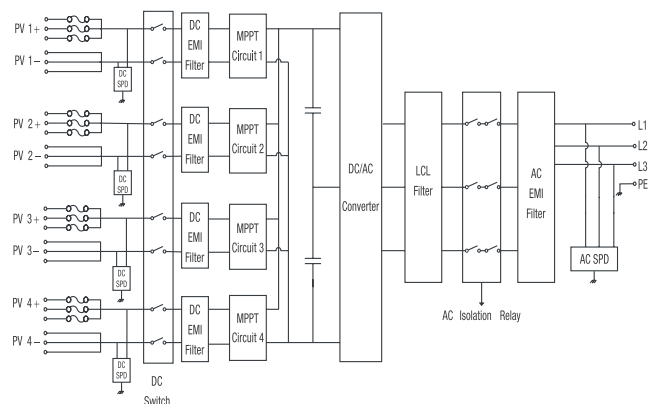 PV 1+
PV 1−
DC
SPD
DC
EMI
Filter
MPPT
Circuit 1
PV 2+
PV 2−
DC
SPD
DC
EMI
Filter
MPPT
Circuit 2
PV 3+
PV 3−
DC
SPD
DC
EMI
Filter
MPPT
Circuit 3
PV 4+
PV 4−
DC
SPD
DC
EMI
Filter
MPPT
Circuit 4
DC
Switch
DC/AC
Converter
LCL
Filter
AC Isolation Relay
AC
EMI
Filter
L1
L2
L3
PE
AC SPD